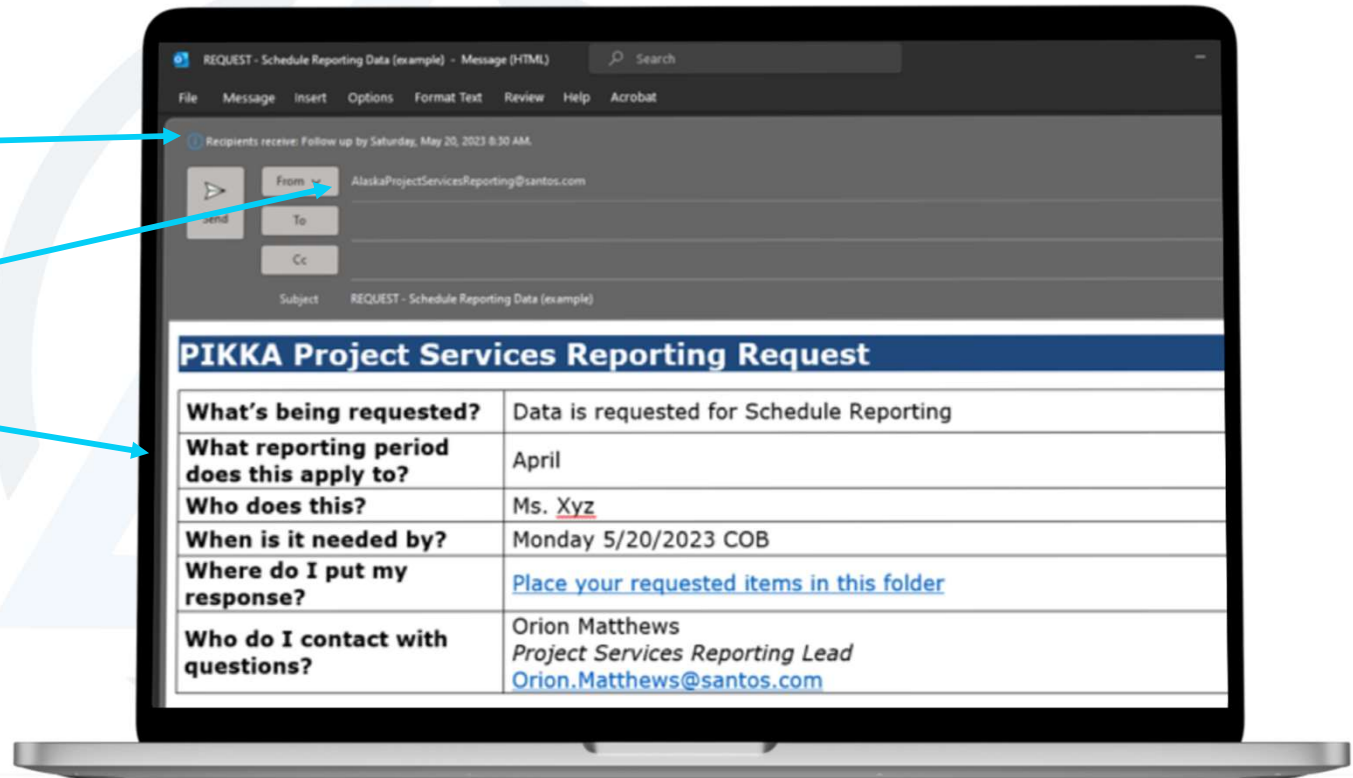 REQUEST - Schedule Reporting Data (example) - Message (HTML)
Search
File Message Insert Options Format Text Review Help Acrobat
Recipients receive: Follow up by Saturday, May 20, 2023 8:30 AM.
Send
From
AlaskaProjectServicesReporting@santos.com
To
Cc
Subject
REQUEST - Schedule Reporting Data (example)
PIKKA Project Services Reporting Request
What's being requested?
Data is requested for Schedule Reporting
What reporting period
does this apply to?
April
Who does this?
Ms. Xyz
When is it needed by?
Monday 5/20/2023 COB
Where do I put my
response?
Place your requested items in this folder
Who do I contact with
questions?
Orion Matthews
Project Services Reporting Lead
Orion.Matthews@santos.com